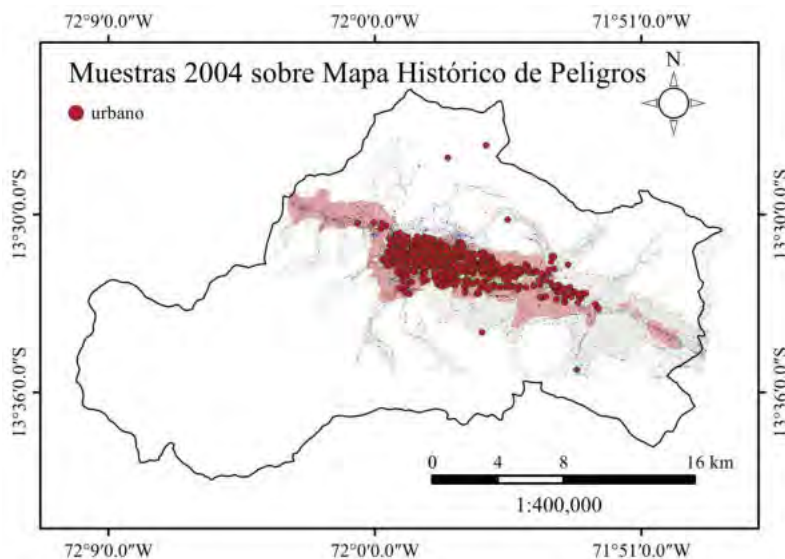 72°9'0.0"W 72°0'0.0"W 71°51'0.0"W
Muestras 2004 sobre Mapa Histórico de Peligros
N
urbano
13°30'0.0"S 13°30'0.0"S
13°36'0.0"S 13°36'0.0"S
0 4 8 16 km
1:400,000
72°9'0.0"W 72°0'0.0"W 71°51'0.0"W